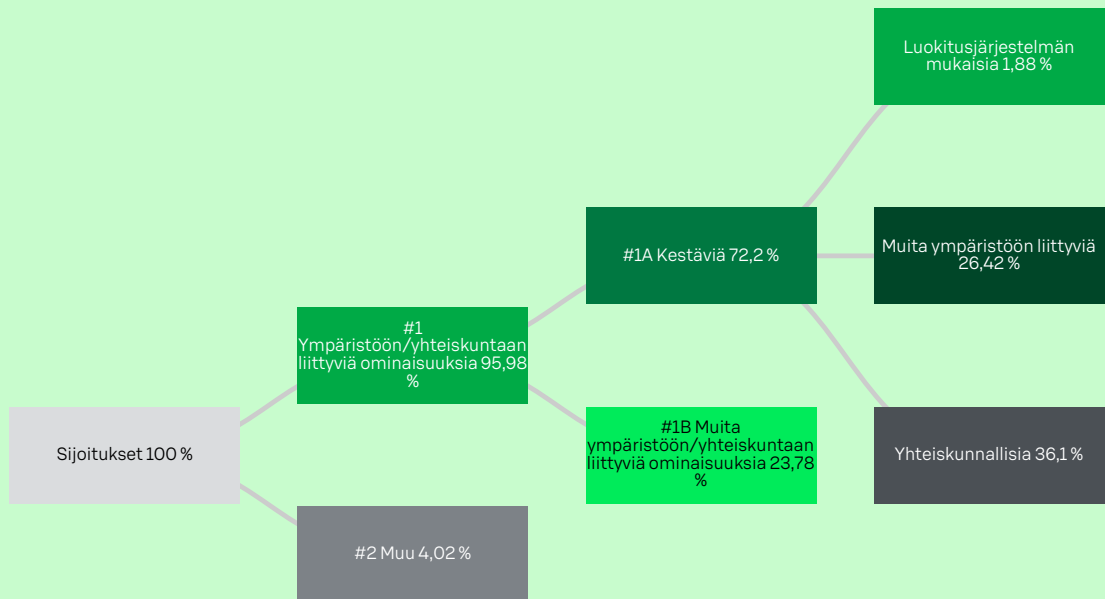 Luokitusjärjestelmän
mukaisia 1,88 %
#1A Kestäviä 72,2 %
Muita ympäristöön liittyviä
26,42 %
#1
Ympäristöön/yhteiskuntaan
liittyviä ominaisuuksia 95,98
%
Sijoitukset 100 %
#1B Muita
ympäristöön/yhteiskuntaan
liittyviä ominaisuuksia 23,78
%
Yhteiskunnallisia 36,1 %
#2 Muu 4,02 %